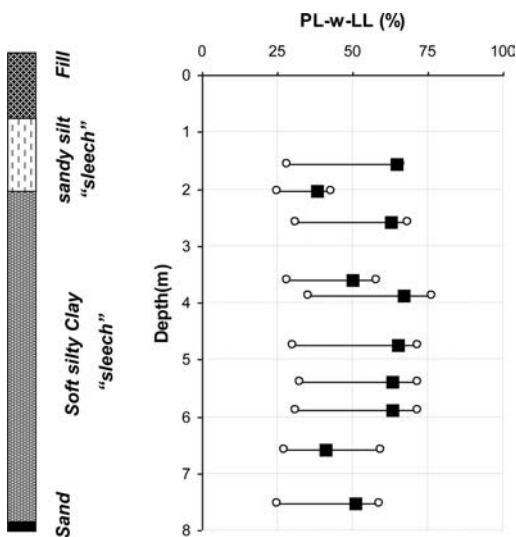 PL-w-LL (%)
0 25 50 75 100
0
1
2
3
4
5
6
7
8
Depth(m)
Fill
sandy silt
“sleech”
Soft silty Clay
“sleech”
Sand